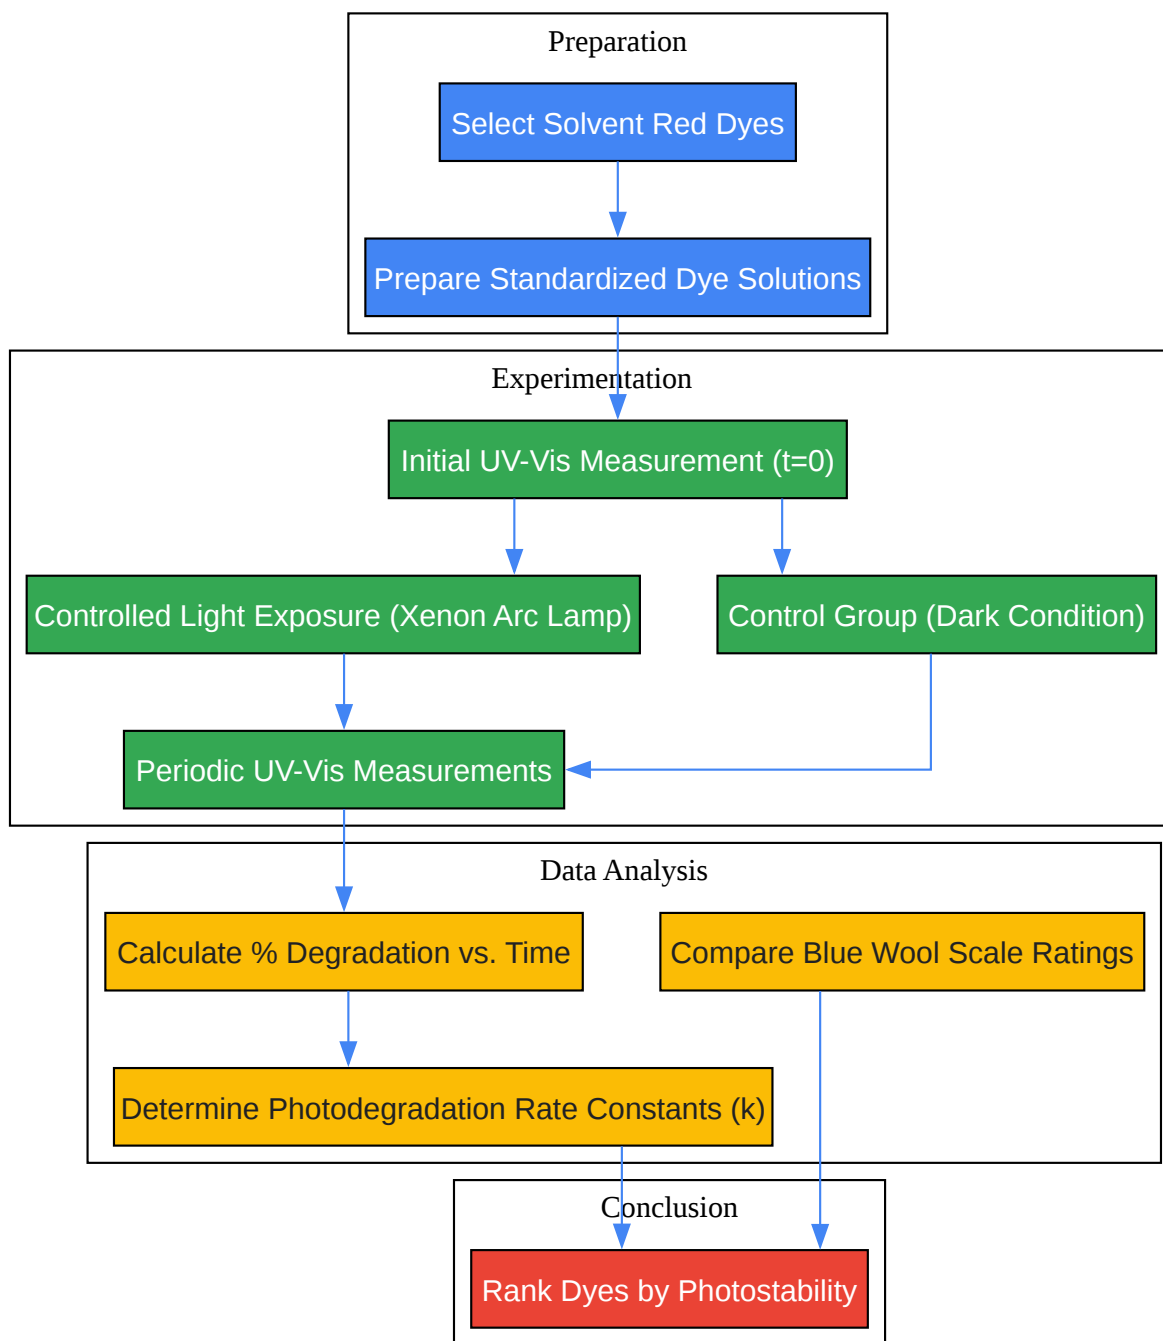 Preparation
Select Solvent Red Dyes
Prepare Standardized Dye Solutions
Experimentation
Initial UV-Vis Measurement (t=0)
Controlled Light Exposure (Xenon Arc Lamp)
Control Group (Dark Condition)
Periodic UV-Vis Measurements
Data Analysis
Calculate % Degradation vs. Time
Compare Blue Wool Scale Ratings
Determine Photodegradation Rate Constants (k)
Conclusion
Rank Dyes by Photostability